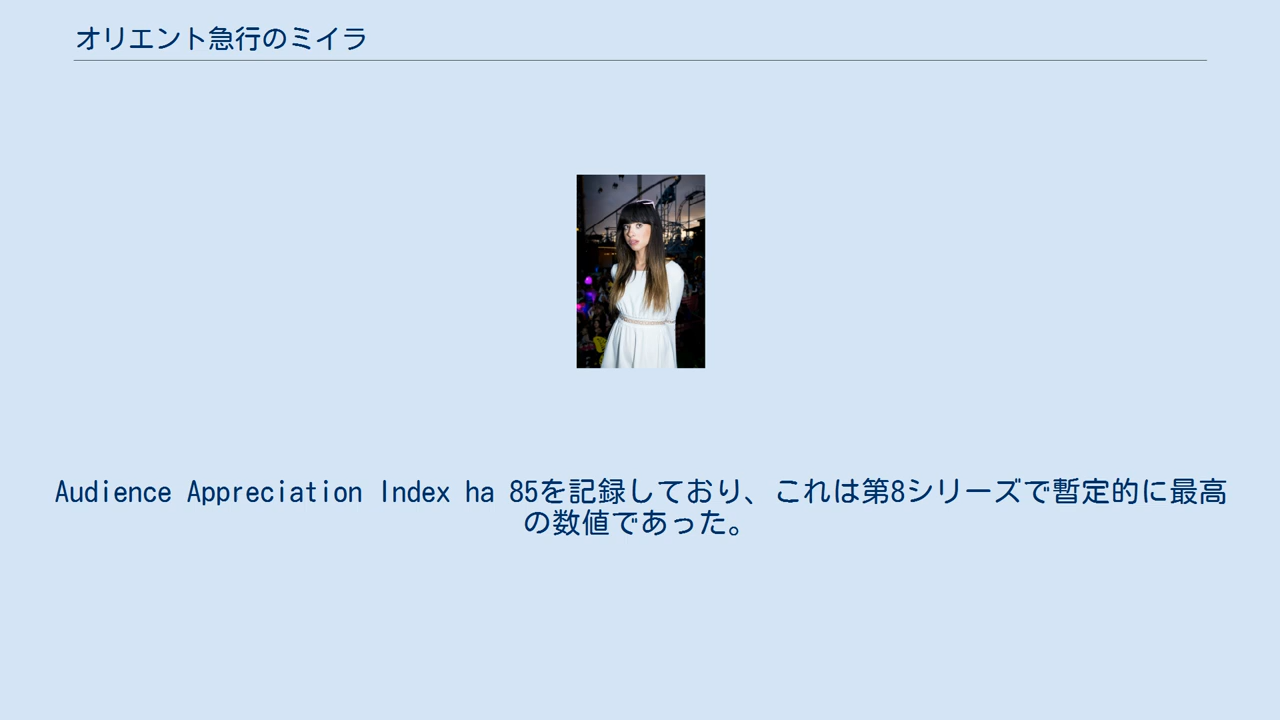 オリエント急行のミイラ
Audience Appreciation Index ha 85を記録しており、これは第8シリーズで暫定的に最高
の数値であった。